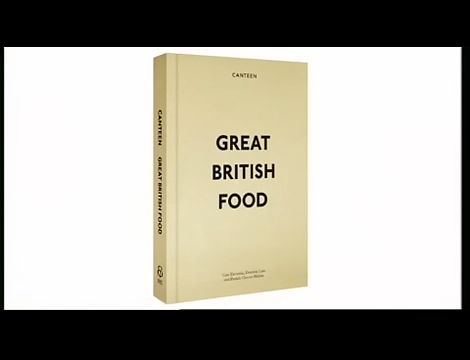 CANTEEN
GREAT
BRITISH
FOOD
CANTEEN GREAT BRITISH FOOD